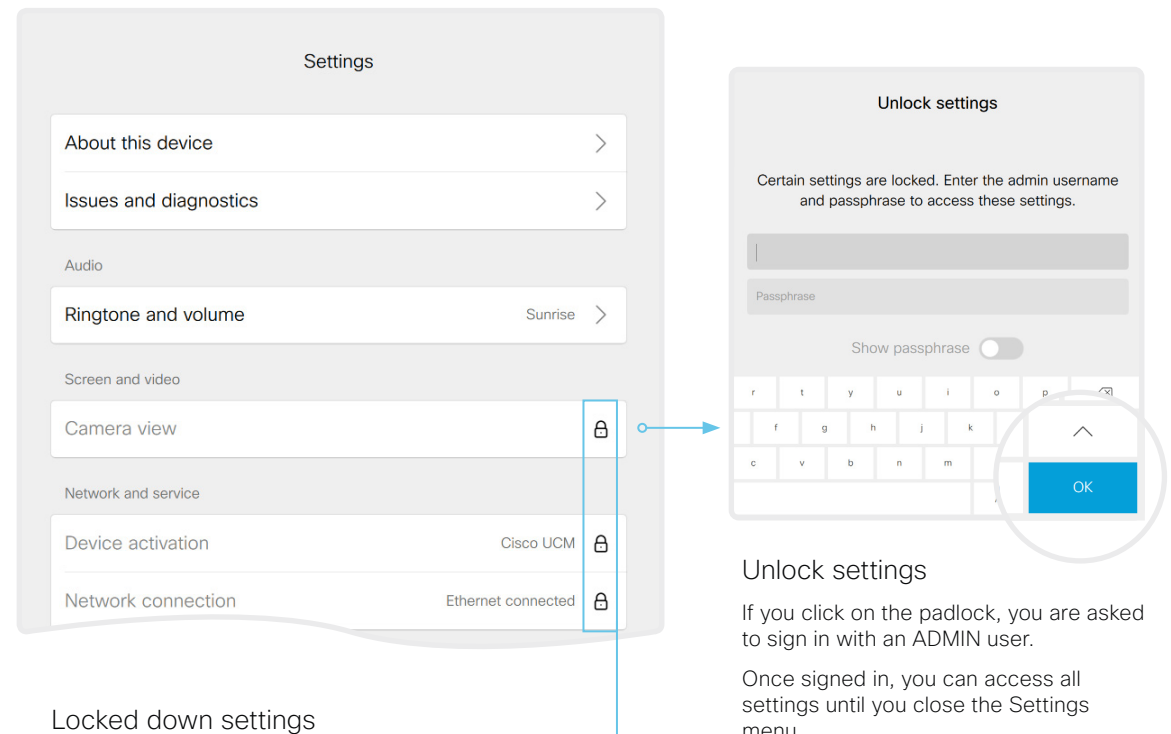 Settings
About this device
Issues and diagnostics
Audio
Ringtone and volume Sunrise
Screen and video
Camera view
Network and service
Device activation Cisco UCM
Network connection Ethernet connected
Locked down settings
Unlock settings
Certain settings are locked. Enter the admin username
and passphrase to access these settings.
Passphrase
Show passphrase
r t y u i o p
f g h j k
c v b n m
OK
Unlock settings
If you click on the padlock, you are asked
to sign in with an ADMIN user.
Once signed in, you can access all
settings until you close the Settings
menu